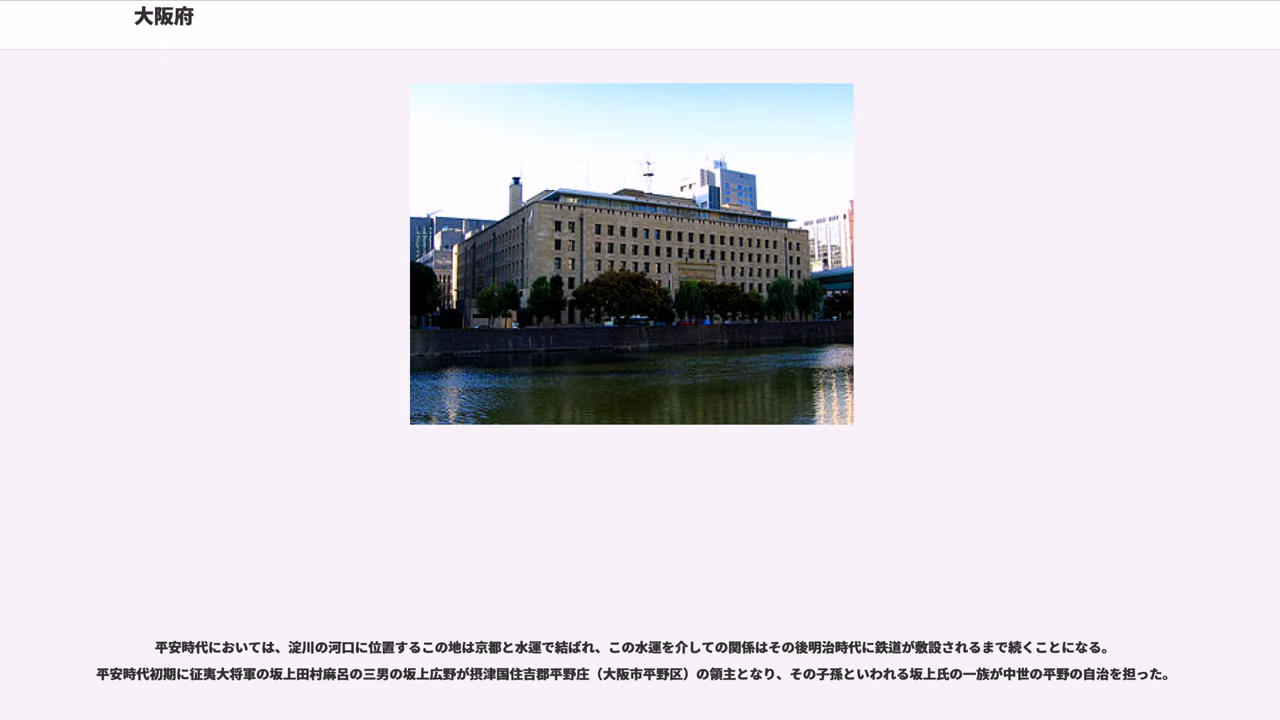 大阪府
平安時代においては、淀川の河口に位置するこの地は京都と水運で結ばれ、この水運を介しての関係はその後明治時代に鉄道が敷設されるまで続くことになる。
平安時代初期に征夷大将軍の坂上田村麻呂の三男の坂上広野が摂津国住吉郡平野庄（大阪市平野区）の領主となり、その子孫といわれる坂上氏の一族が中世の平野の自治を担った。